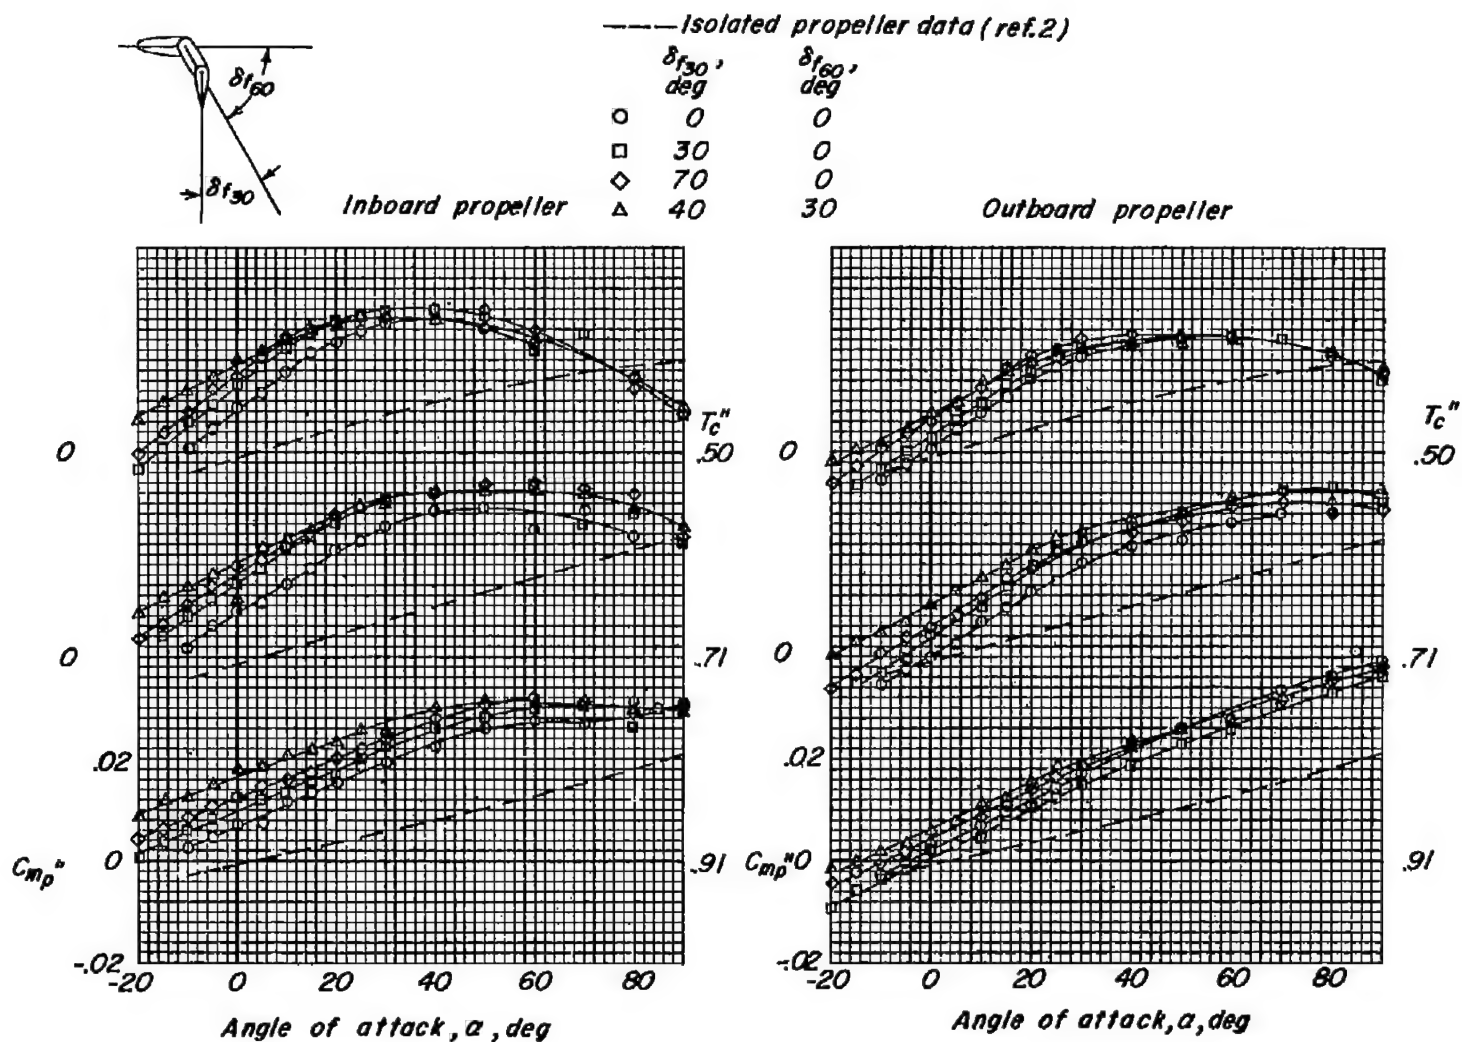 — — — Isolated propeller data (ref. 2)
δf30, deg δf60, deg
○ 0 0
□ 30 0
◇ 70 0
△ 40 30
δf60
δf30
Inboard propeller
Outboard propeller
Tc"
0 .50
0 .71
.02
Cmp" 0 .91
-.02
-20 0 20 40 60 80
Angle of attack, α, deg
Tc"
0 .50
0 .71
.02
Cmp" 0 .91
-.02
-20 0 20 40 60 80
Angle of attack, α, deg